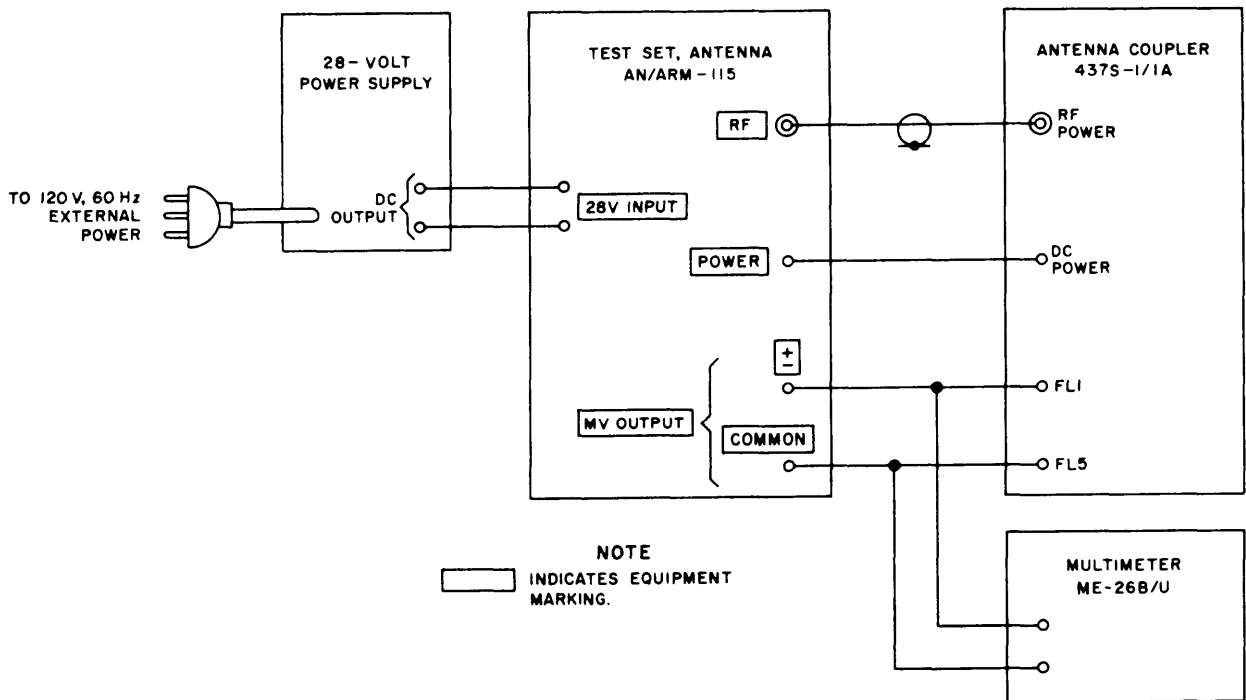 28-VOLT
POWER SUPPLY
TEST SET, ANTENNA
AN/ARM-115
ANTENNA COUPLER
437S-1/1A
RF
RF
POWER
TO 120 V, 60 Hz
EXTERNAL
POWER
DC
OUTPUT
28V INPUT
POWER
DC
POWER
+
-
FL1
MV OUTPUT
COMMON
FL5
NOTE
INDICATES EQUIPMENT
MARKING.
MULTIMETER
ME-26B/U